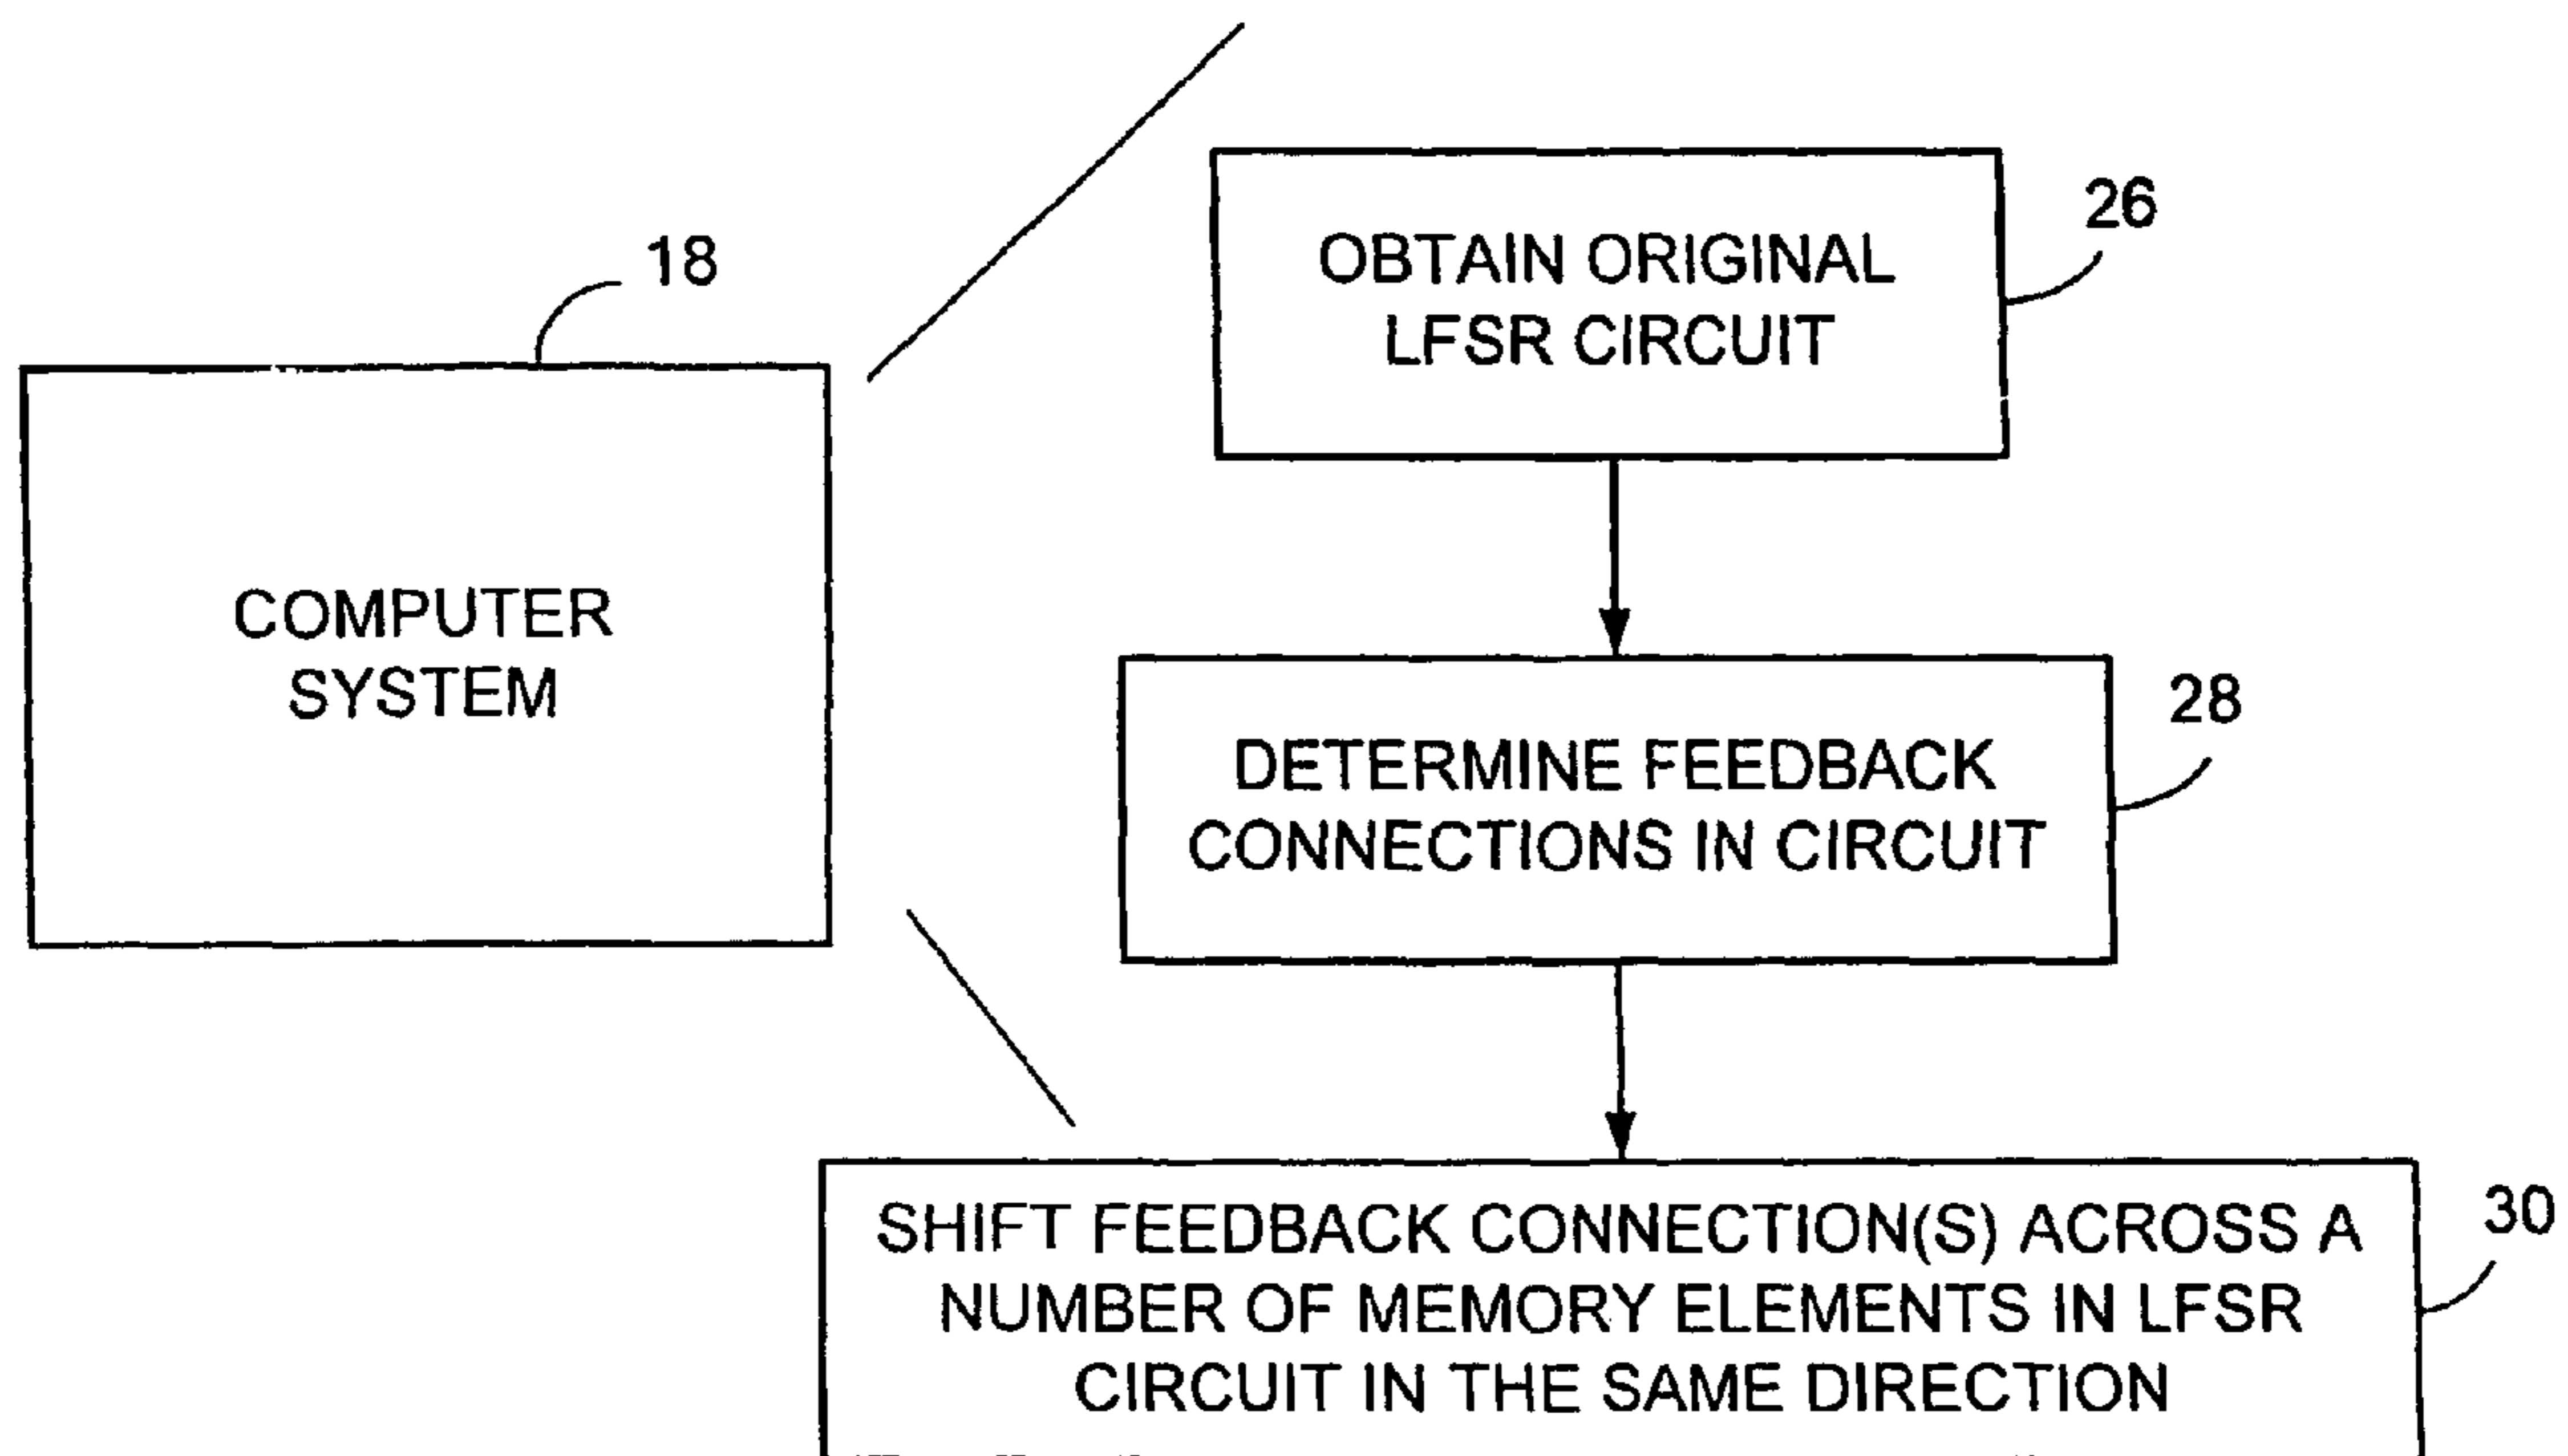 18
COMPUTER
SYSTEM
26
OBTAIN ORIGINAL
LFSR CIRCUIT
28
DETERMINE FEEDBACK
CONNECTIONS IN CIRCUIT
30
SHIFT FEEDBACK CONNECTION(S) ACROSS A
NUMBER OF MEMORY ELEMENTS IN LFSR
CIRCUIT IN THE SAME DIRECTION